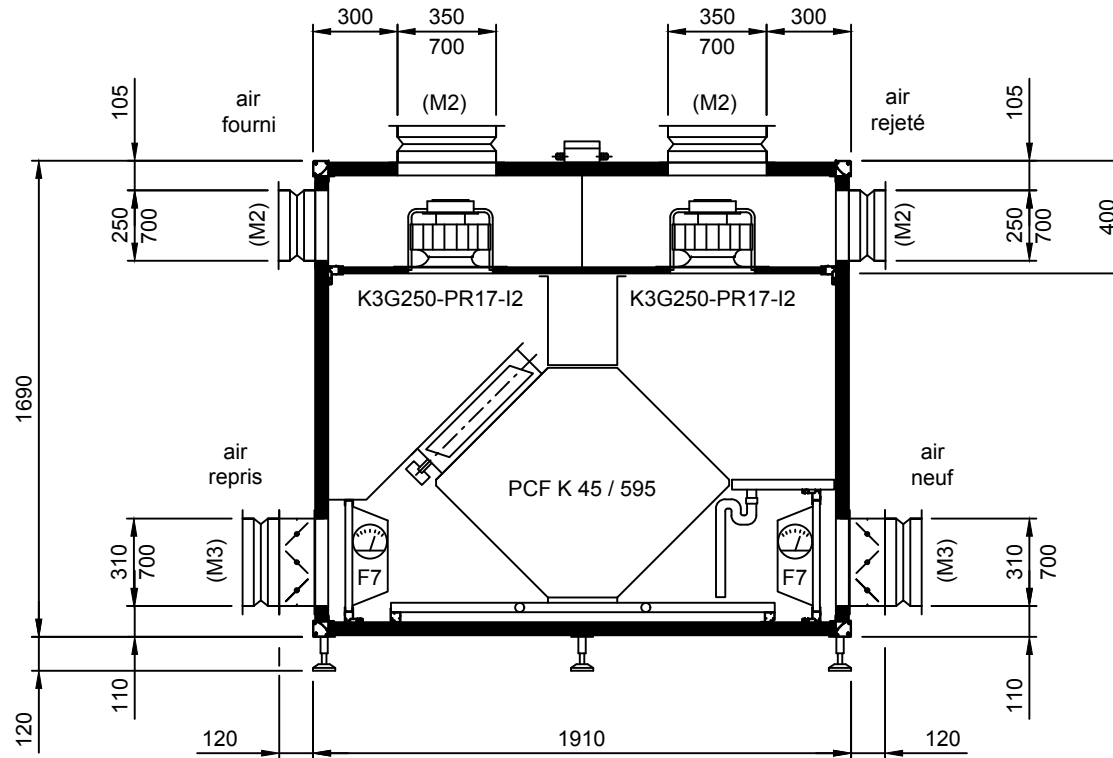 300
350
700
350
700
300
105
air
fourni
(M2)
(M2)
air
rejeté
105
250
700
(M2)
(M2)
250
700
400
K3G250-PR17-I2
K3G250-PR17-I2
1690
air
repris
air
neuf
PCF K 45 / 595
310
700
(M3)
F7
F7
(M3)
310
700
120
110
120
1910
120
110